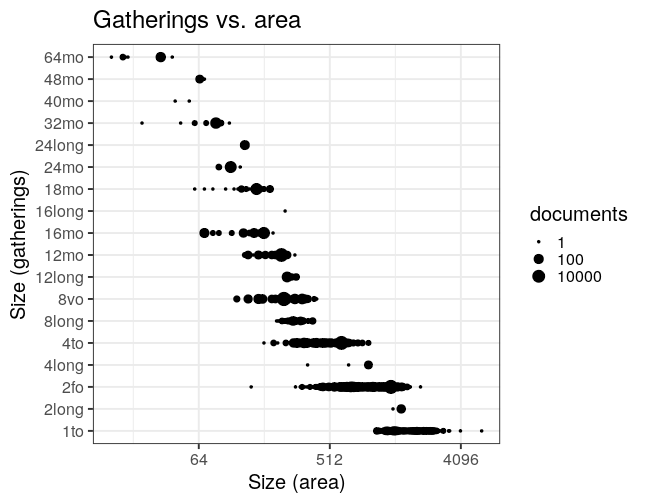 Gatherings vs. area
Size (gatherings)
64mo
48mo
40mo
32mo
24long
24mo
18mo
16long
16mo
12mo
12long
8vo
8long
4to
4long
2fo
2long
1to
64
512
4096
Size (area)
documents
1
100
10000